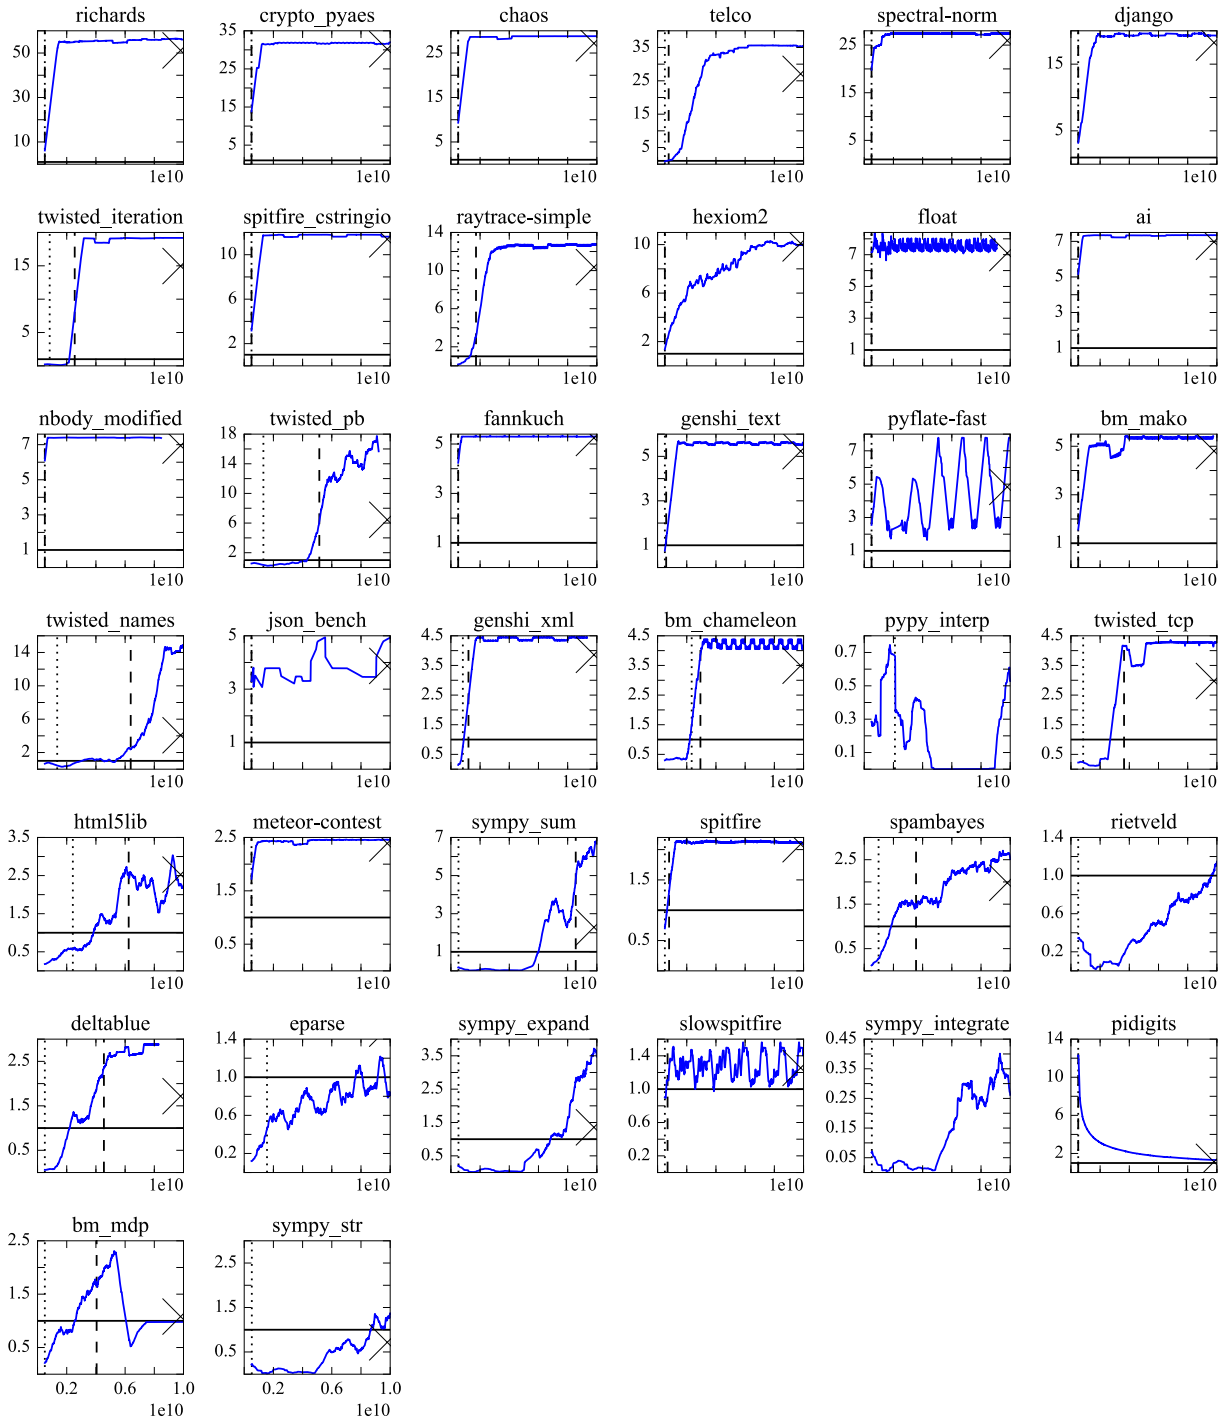 richards
50
30
10
1e10
crypto_pyaes
35
25
15
5
1e10
chaos
25
15
5
1e10
telco
35
25
15
5
1e10
spectral-norm
25
15
5
1e10
django
15
5
1e10
twisted_iteration
15
5
1e10
spitfire_cstringio
10
6
2
1e10
raytrace-simple
14
10
6
2
1e10
hexiom2
10
6
2
1e10
float
7
5
3
1
1e10
ai
7
5
3
1
1e10
nbody_modified
7
5
3
1
1e10
twisted_pb
18
14
10
6
2
1e10
fannkuch
5
3
1
1e10
genshi_text
5
3
1
1e10
pyflate-fast
7
5
3
1
1e10
bm_mako
5
3
1
1e10
twisted_names
14
10
6
2
1e10
json_bench
5
3
1
1e10
genshi_xml
4.5
3.5
2.5
1.5
0.5
1e10
bm_chameleon
4.5
3.5
2.5
1.5
0.5
1e10
pypy_interp
0.7
0.5
0.3
0.1
1e10
twisted_tcp
4.5
3.5
2.5
1.5
0.5
1e10
html5lib
3.5
2.5
1.5
0.5
1e10
meteor-contest
2.5
1.5
0.5
1e10
sympy_sum
7
5
3
1
1e10
spitfire
1.5
0.5
1e10
spambayes
2.5
1.5
0.5
1e10
rietveld
1.4
1.0
0.6
0.2
1e10
deltablue
2.5
1.5
0.5
1e10
eparse
1.4
1.0
0.6
0.2
1e10
sympy_expand
3.5
2.5
1.5
0.5
1e10
slowspitfire
1.4
1.0
0.6
0.2
1e10
sympy_integrate
0.45
0.35
0.25
0.15
0.05
1e10
pidigits
14
10
6
2
1e10
bm_mdp
2.5
1.5
0.5
0.2 0.6 1.0
1e10
sympy_str
2.5
1.5
0.5
0.2 0.6 1.0
1e10